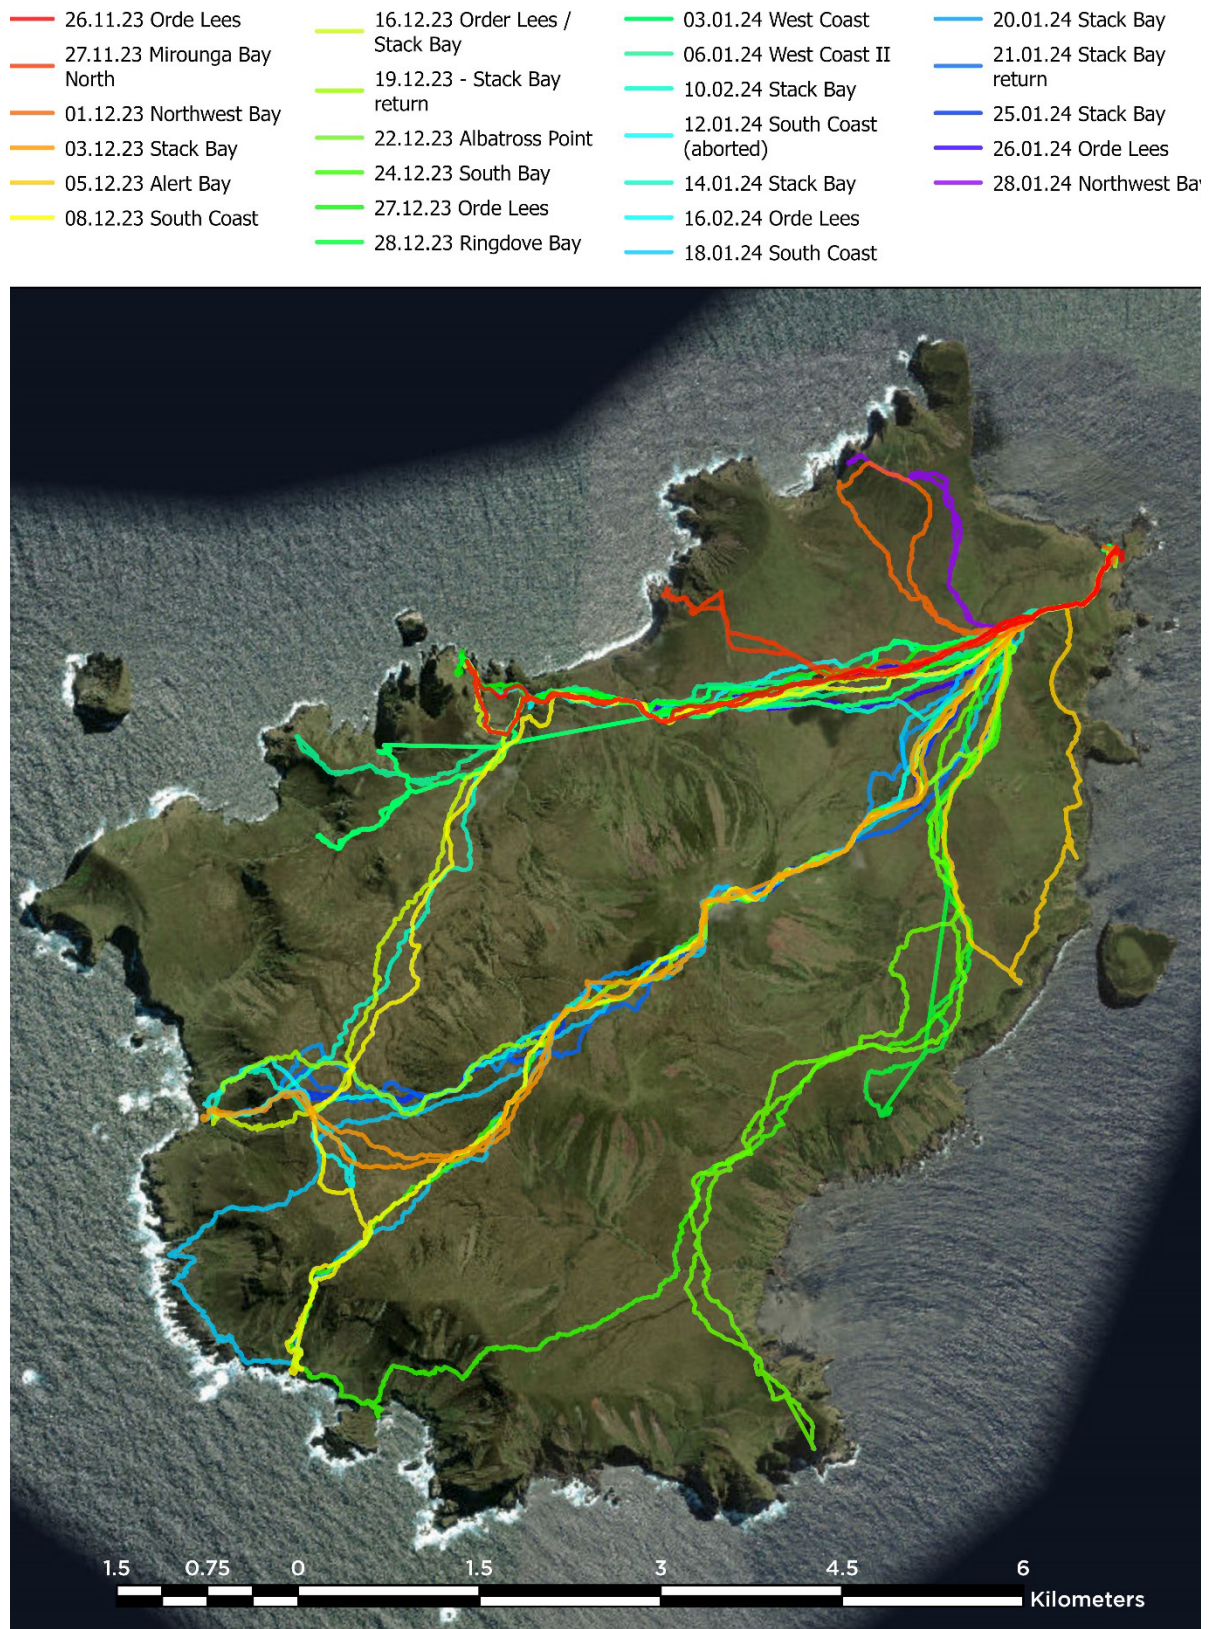 26.11.23 Orde Lees
27.11.23 Mirounga Bay
North
01.12.23 Northwest Bay
03.12.23 Stack Bay
05.12.23 Alert Bay
08.12.23 South Coast
16.12.23 Order Lees /
Stack Bay
19.12.23 - Stack Bay
return
22.12.23 Albatross Point
24.12.23 South Bay
27.12.23 Orde Lees
28.12.23 Ringdove Bay
03.01.24 West Coast
06.01.24 West Coast II
10.02.24 Stack Bay
12.01.24 South Coast
(aborted)
14.01.24 Stack Bay
16.02.24 Orde Lees
18.01.24 South Coast
20.01.24 Stack Bay
21.01.24 Stack Bay
return
25.01.24 Stack Bay
26.01.24 Orde Lees
28.01.24 Northwest Bay
1.5 0.75 0 1.5 3 4.5 6
Kilometers